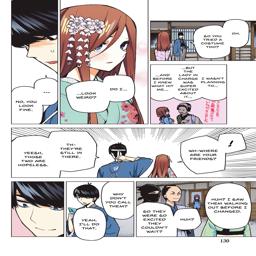 OH.
SO YOU
TRIED A
COSTUME
TOO?
I WASN'T
PLANNING
TO...
...BUT
THE
LADY IN
CHARGE
WAS
SUPER
EXCITED
ABOUT
IT...
...AND
BEFORE
I KNEW
WHAT HIT
ME...
DO I...
...LOOK
WEIRD?
...
NO, YOU
LOOK
FINE.
WH-WHERE
ARE YOUR
FRIENDS?
TH-
THEY'RE
STILL IN
THERE.
YEESH,
THOSE
TWO ARE
HOPELESS.
HUH? I SAW
THEM WALKING
OUT BEFORE I
CHANGED.
HUH?
SO THEY
WERE SO
EXCITED
THEY
COULDN'T
WAIT?
WHY
DON'T
YOU CALL
THEM?
YEAH,
I'LL DO
THAT.
130